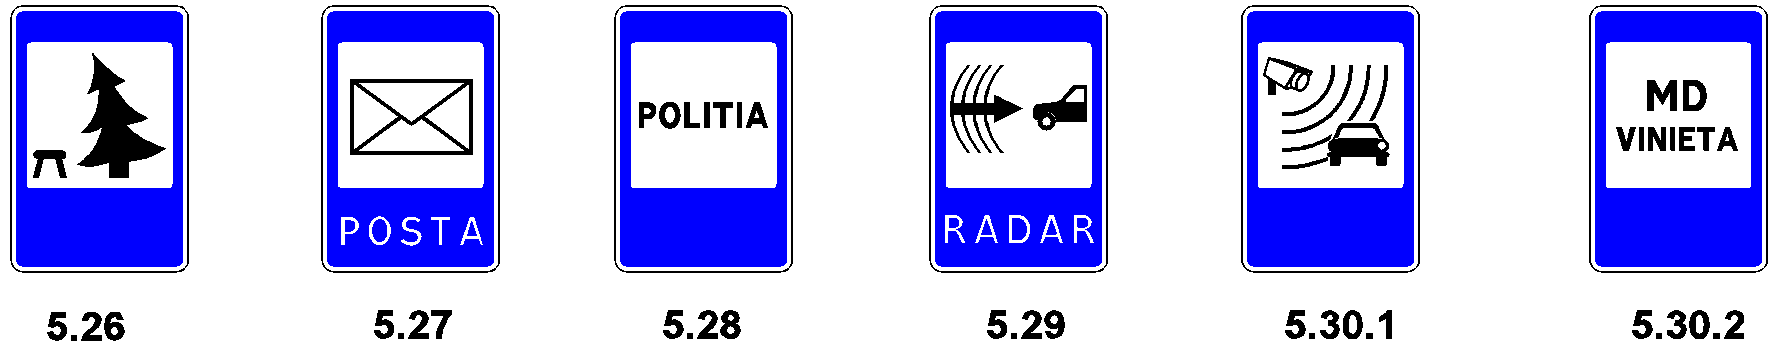 POSTA
POLITIA
RADAR
MD
VINIETA
5.26
5.27
5.28
5.29
5.30.1
5.30.2